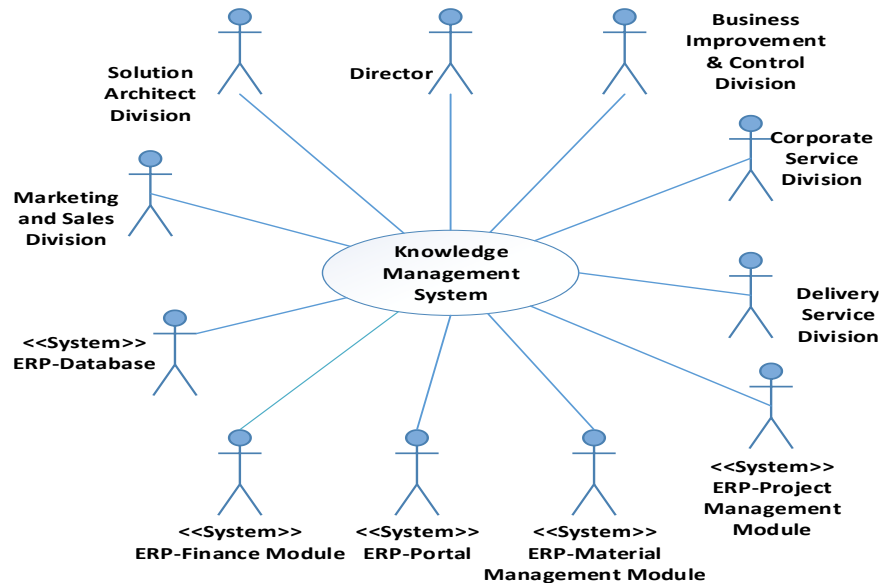 Solution
Architect
Division
Director
Business
Improvement
& Control
Division
Corporate
Service
Division
Marketing
and Sales
Division
Knowledge
Management
System
Delivery
Service
Division
<<System>>
ERP-Database
<<System>>
ERP-Project
Management
Module
<<System>>
ERP-Finance Module
<<System>>
ERP-Portal
<<System>>
ERP-Material
Management Module